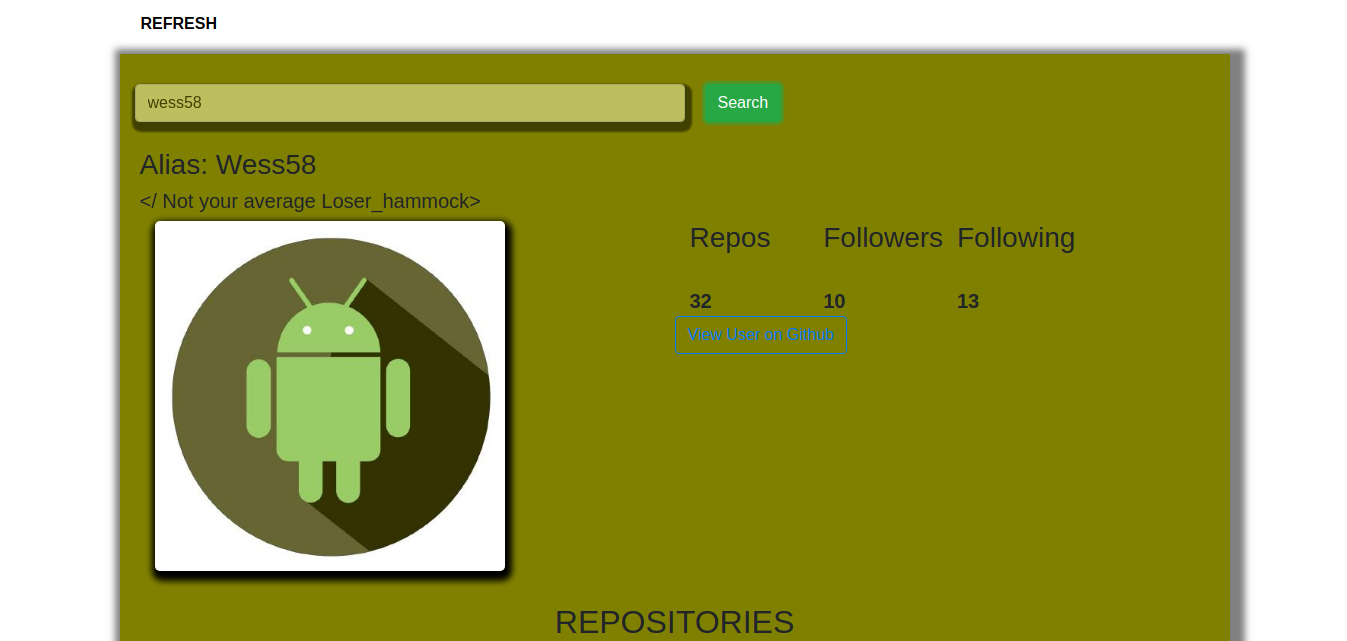 REFRESH
wess58 Search
Alias: Wess58
</ Not your average Loser_hammock>
Repos Followers Following
32 10 13
View User on Github
REPOSITORIES